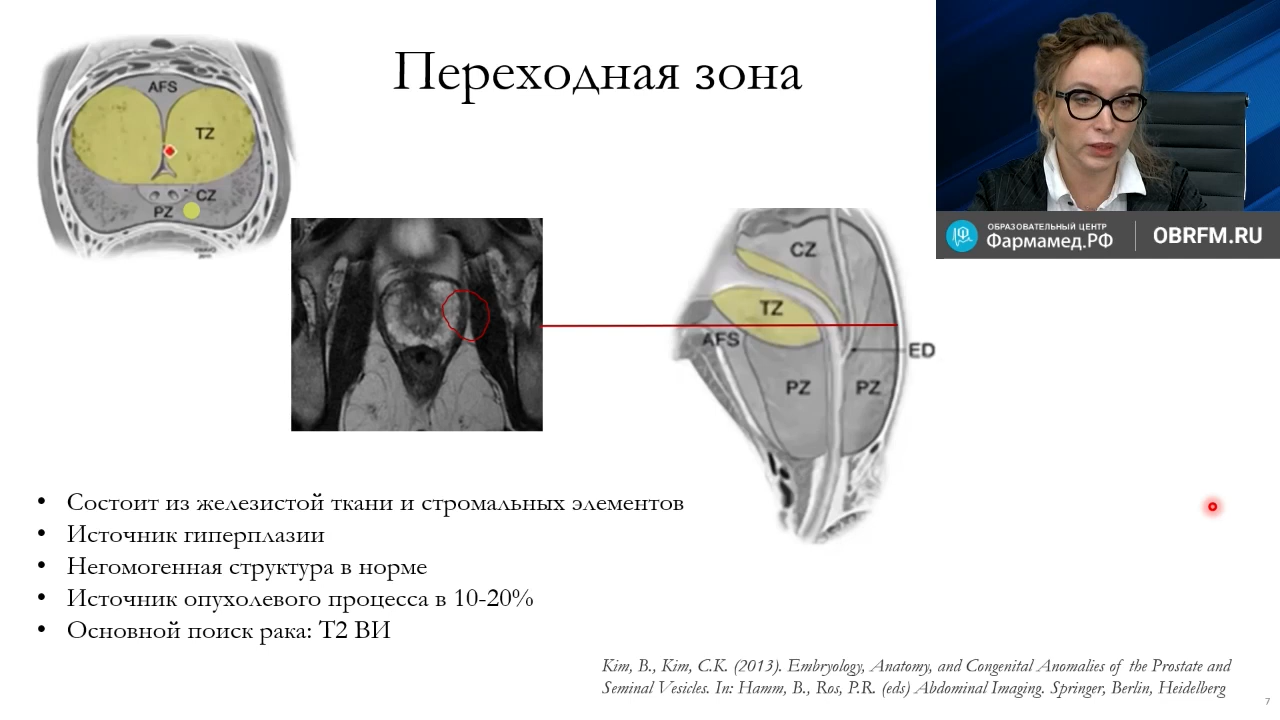 Переходная зона
AFS
TZ
CZ
PZ
ОБРАЗОВАТЕЛЬНЫЙ ЦЕНТР
Фармамед.РФ
OBRFM.RU
CZ
TZ
AFS
ED
PZ
PZ
• Состоит из железистой ткани и стромальных элементов
• Источник гиперплазии
• Негомогенная структура в норме
• Источник опухолевого процесса в 10-20%
• Основной поиск рака: Т2 ВИ
Kim, B., Kim, C.K. (2013). Embryology, Anatomy, and Congenital Anomalies of the Prostate and
Seminal Vesicles. In: Hamm, B., Ros, P.R. (eds) Abdominal Imaging. Springer, Berlin, Heidelberg
7